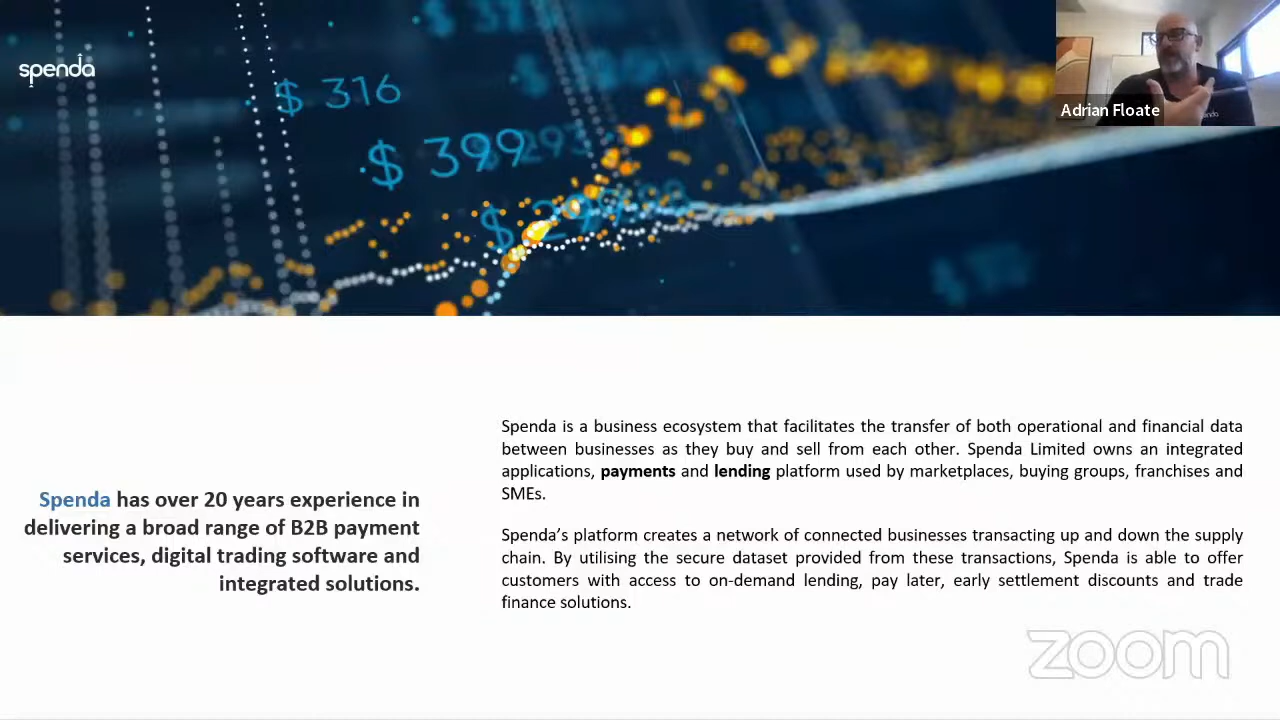 spenda
$ 316
$ 399
293
$ 299
Adrian Floate
Spenda has over 20 years experience in
delivering a broad range of B2B payment
services, digital trading software and
integrated solutions.
Spenda is a business ecosystem that facilitates the transfer of both operational and financial data
between businesses as they buy and sell from each other. Spenda Limited owns an integrated
applications, payments and lending platform used by marketplaces, buying groups, franchises and
SMEs.
Spenda’s platform creates a network of connected businesses transacting up and down the supply
chain. By utilising the secure dataset provided from these transactions, Spenda is able to offer
customers with access to on-demand lending, pay later, early settlement discounts and trade
finance solutions.
zoom